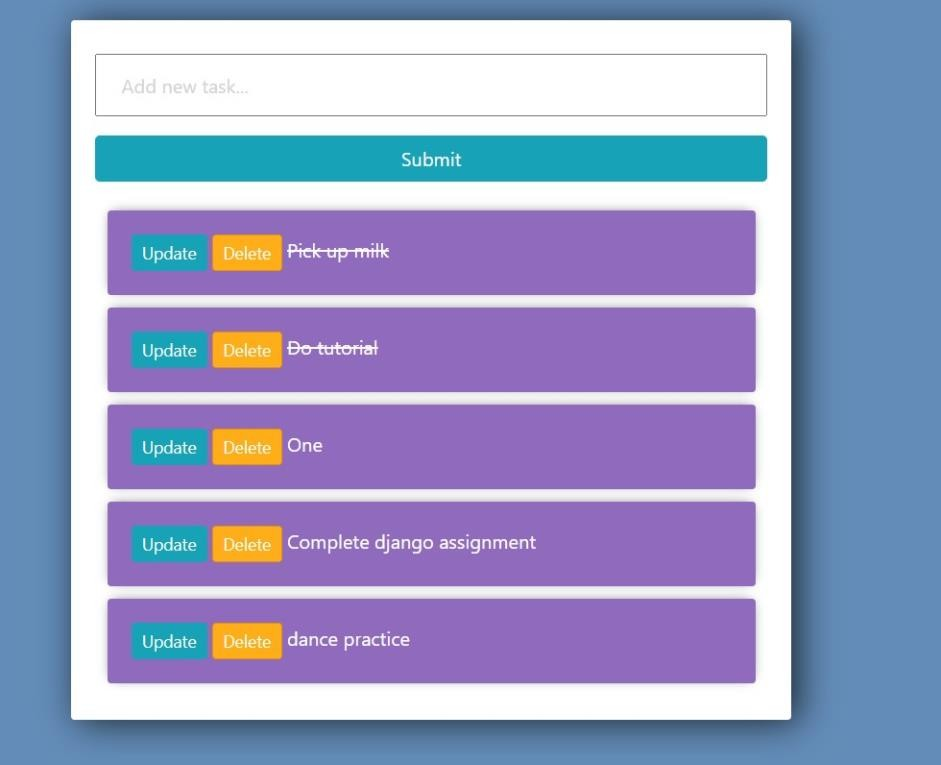 Add new task...
Submit
Update Delete Pick up milk
Update Delete Do tutorial
Update Delete One
Update Delete Complete django assignment
Update Delete dance practice